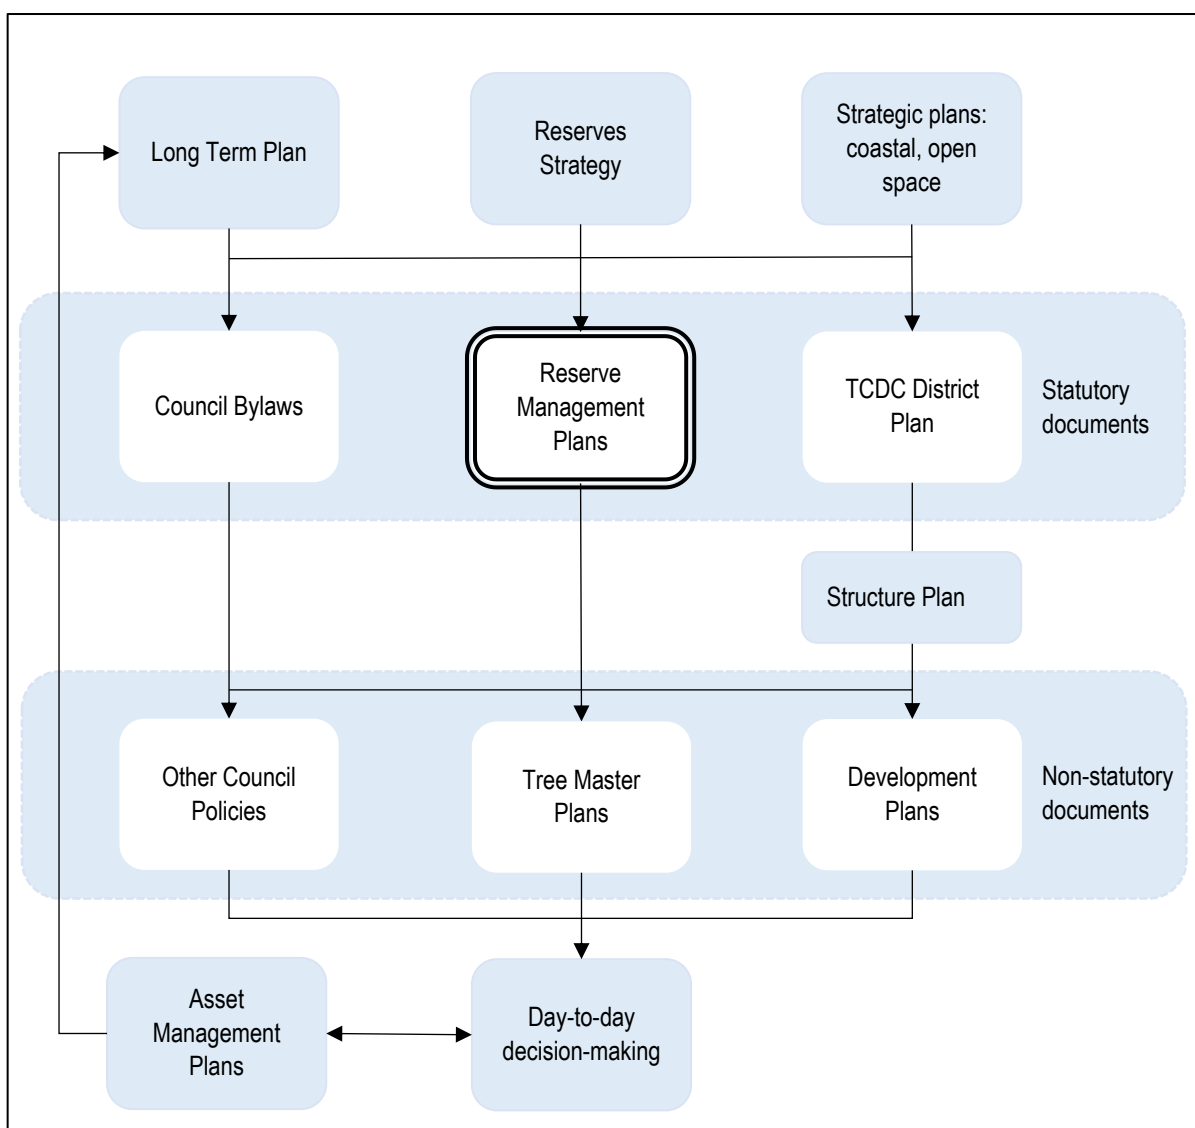 Long Term Plan
Reserves
Strategy
Strategic plans:
coastal, open
space
Council Bylaws
Reserve
Management
Plans
TCDC District
Plan
Statutory
documents
Structure Plan
Other Council
Policies
Tree Master
Plans
Development
Plans
Non-statutory
documents
Asset
Management
Plans
Day-to-day
decision-making